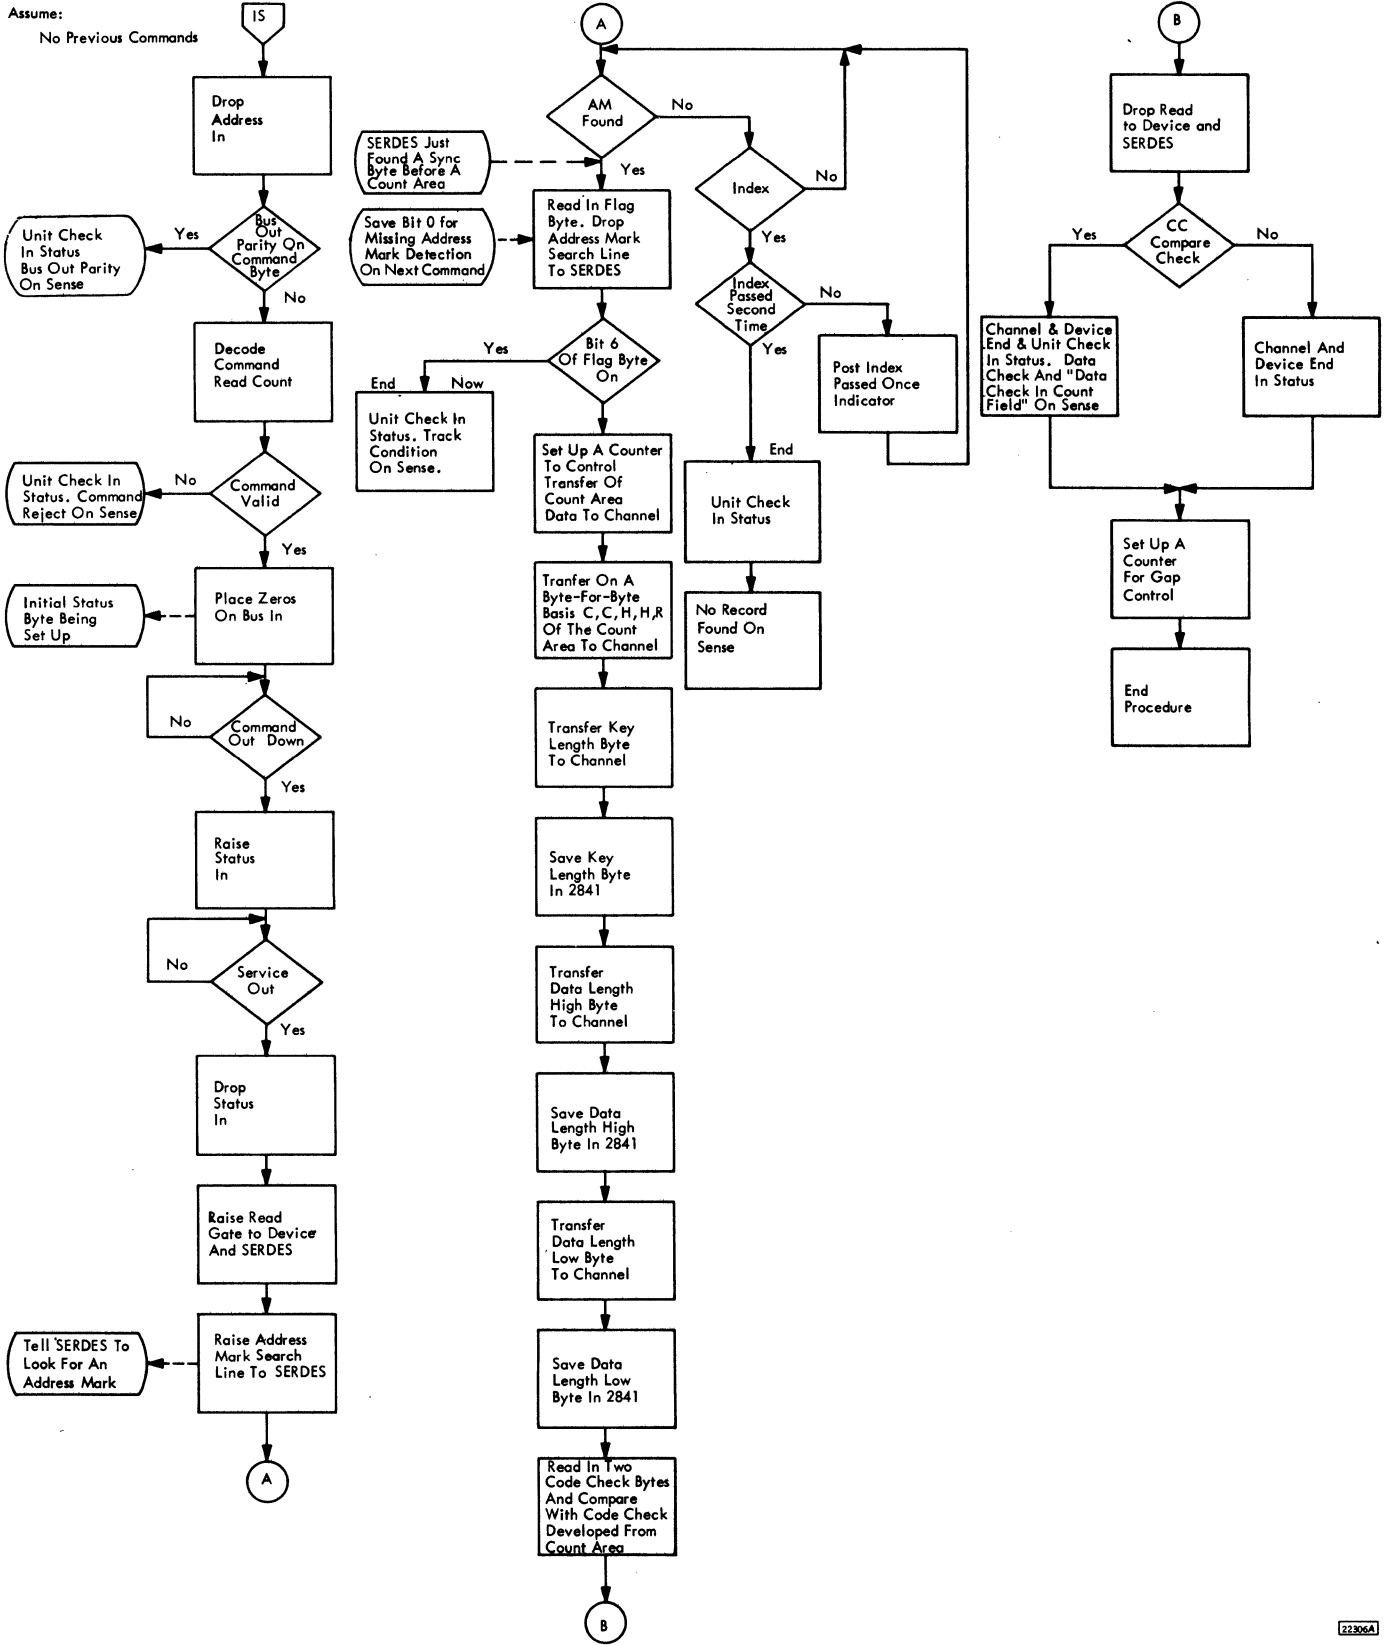 Assume:
No Previous Commands
IS
Drop
Address
In
Bus
Out
Parity On
Command
Byte
Yes
Unit Check
In Status
Bus Out Parity
On Sense
No
Decode
Command
Read Count
Command
Valid
No
Unit Check In
Status. Command
Reject On Sense
Yes
Place Zeros
On Bus In
Initial Status
Byte Being
Set Up
Command
Out Down
No
Yes
Raise
Status
In
Service
Out
No
Yes
Drop
Status
In
Raise Read
Gate to Device
And SERDES
Raise Address
Mark Search
Line To SERDES
Tell SERDES To
Look For An
Address Mark
A
A
AM
Found
No
SERDES Just
Found A Sync
Byte Before A
Count Area
Yes
Read In Flag
Byte. Drop
Address Mark
Search Line
To SERDES
Save Bit 0 for
Missing Address
Mark Detection
On Next Command
Bit 6
Of Flag Byte
On
Yes
End Now
Unit Check In
Status. Track
Condition
On Sense.
Set Up A Counter
To Control
Transfer Of
Count Area
Data To Channel
Tranfer On A
Byte-For-Byte
Basis C,C,H,H,R
Of The Count
Area To Channel
Transfer Key
Length Byte
To Channel
Save Key
Length Byte
In 2841
Transfer
Data Length
High Byte
To Channel
Save Data
Length High
Byte In 2841
Transfer
Data Length
Low Byte
To Channel
Save Data
Length Low
Byte In 2841
Read In Two
Code Check Bytes
And Compare
With Code Check
Developed From
Count Area
B
Index
No
Yes
Index
Passed
Second
Time
No
Yes
Post Index
Passed Once
Indicator
End
Unit Check
In Status
No Record
Found On
Sense
B
Drop Read
to Device and
SERDES
CC
Compare
Check
Yes
No
Channel & Device
End & Unit Check
In Status. Data
Check And "Data
Check In Count
Field" On Sense
Channel And
Device End
In Status
Set Up A
Counter
For Gap
Control
End
Procedure
22306A